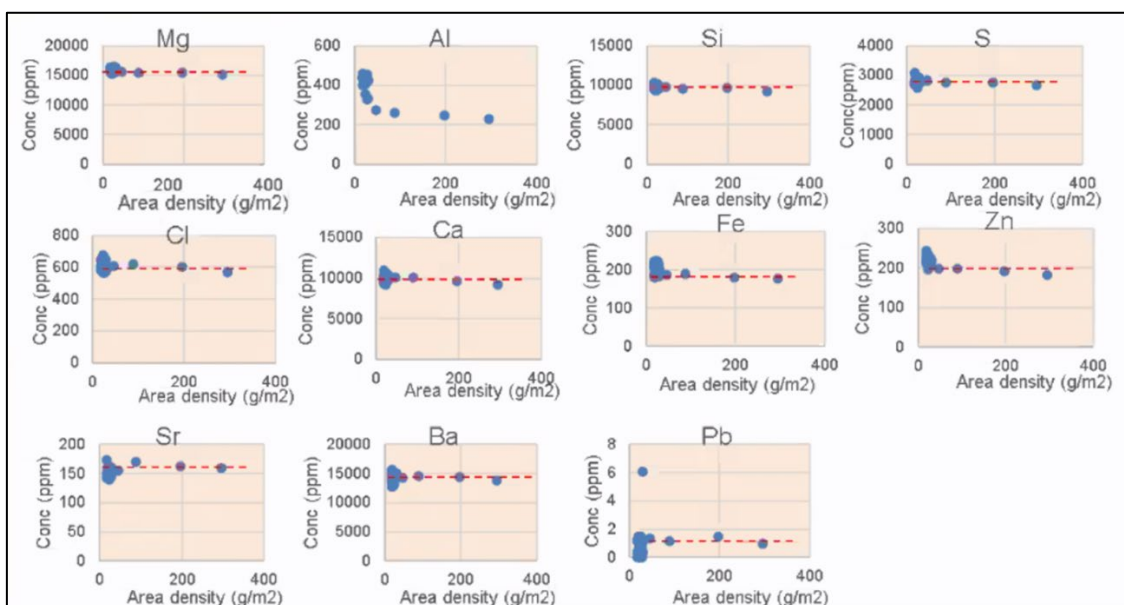 Mg
Conc (ppm)
20000
15000
10000
5000
0
0
200
400
Area density (g/m2)
Al
Conc (ppm)
600
400
200
0
0
200
400
Area density (g/m2)
Si
Conc (ppm)
15000
10000
5000
0
0
200
400
Area density (g/m2)
S
Conc(ppm)
4000
3000
2000
1000
0
0
200
400
Area density (g/m2)
Cl
Conc (ppm)
800
600
400
200
0
0
200
400
Area density (g/m2)
Ca
Conc (ppm)
15000
10000
5000
0
0
200
400
Area density (g/m2)
Fe
Conc (ppm)
300
200
100
0
0
200
400
Area density (g/m2)
Zn
Conc (ppm)
300
200
100
0
0
200
400
Area density (g/m2)
Sr
Conc (ppm)
200
150
100
50
0
0
200
400
Area density (g/m2)
Ba
Conc (ppm)
20000
15000
10000
5000
0
0
200
400
Area density (g/m2)
Pb
Conc (ppm)
8
6
4
2
0
0
200
400
Area density (g/m2)